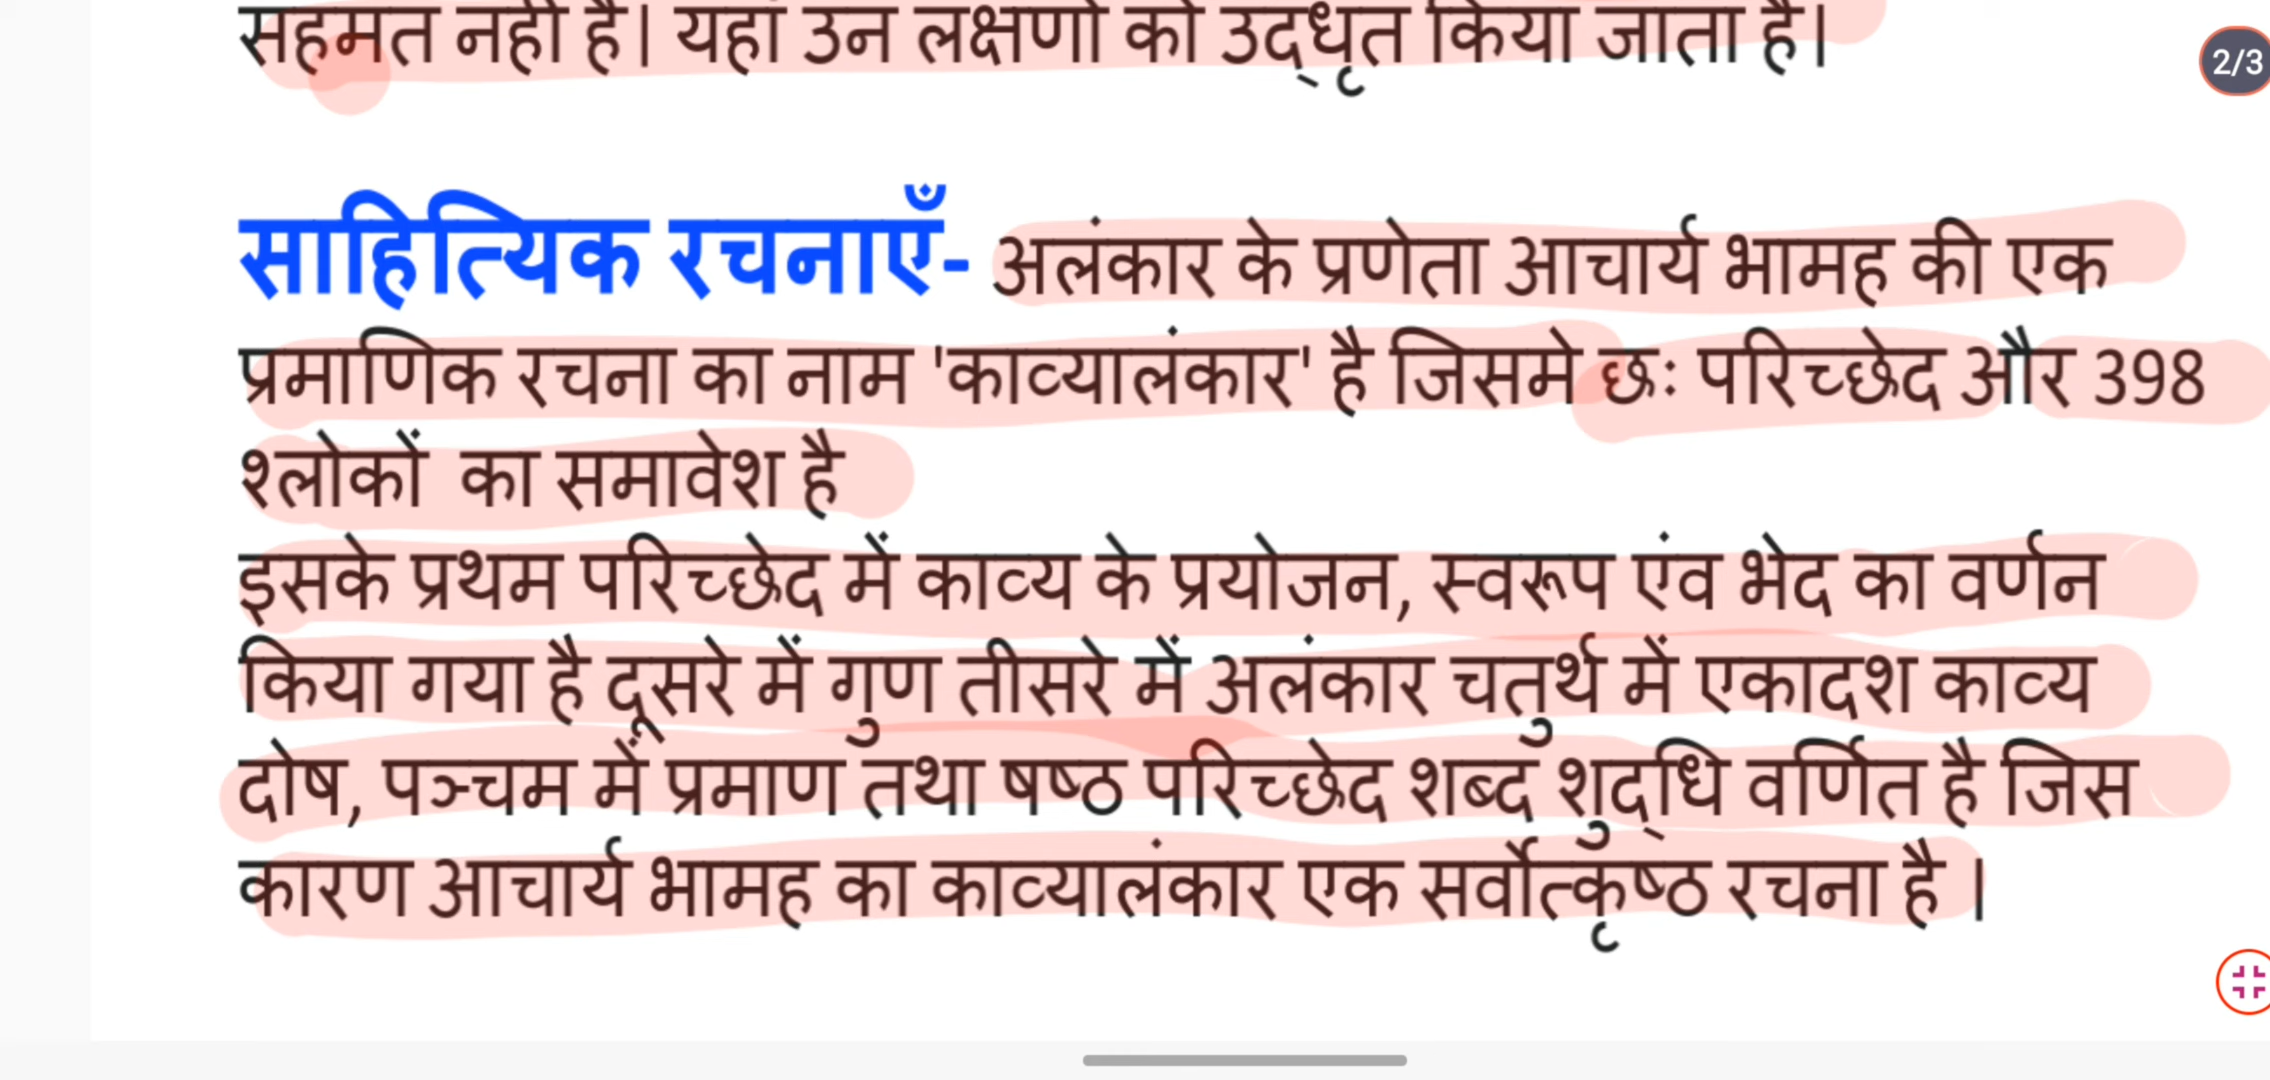 सहमत नही है। यहां उन लक्षणों को उद्धृत किया जाता है।
2/3
साहित्यिक रचनाएँ- अलंकार के प्रणेता आचार्य भामह की एक
प्रमाणिक रचना का नाम 'काव्यालंकार' है जिसमे छः परिच्छेद और 398
श्लोकों का समावेश है
इसके प्रथम परिच्छेद में काव्य के प्रयोजन, स्वरूप एंव भेद का वर्णन
किया गया है दूसरे में गुण तीसरे में अलंकार चतुर्थ में एकादश काव्य
दोष, पञ्चम में प्रमाण तथा षष्ठ परिच्छेद शब्द शुद्धि वर्णित है जिस
कारण आचार्य भामह का काव्यालंकार एक सर्वोत्कृष्ठ रचना है ।